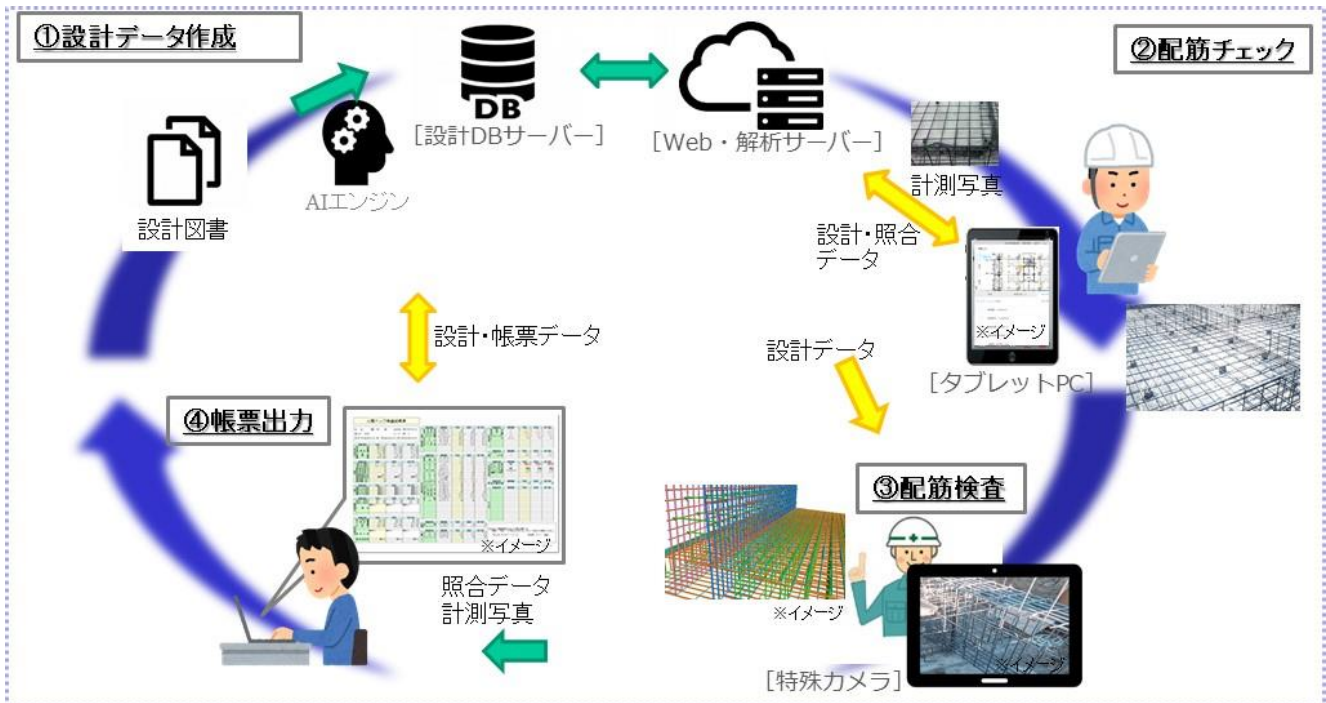 ①設計データ作成
設計図書
AIエンジン
DB
[設計DBサーバー]
[Web・解析サーバー]
②配筋チェック
計測写真
設計・照合
データ
※イメージ
[タブレットPC]
設計データ
③配筋検査
※イメージ
※イメージ
[特殊カメラ]
設計・帳票データ
④帳票出力
※イメージ
照合データ
計測写真